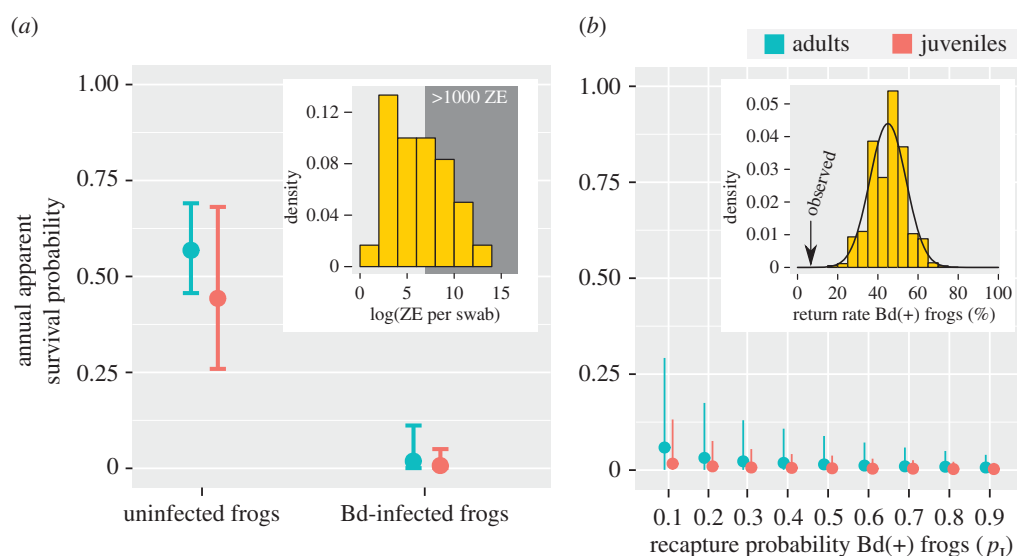 (a)
annual apparent
survival probability
1.00
0.75
0.50
0.25
0
uninfected frogs
Bd-infected frogs
density
0.12
0.08
0.04
0
>1000 ZE
0 5 10 15
log(ZE per swab)
(b)
adults juveniles
1.00
0.75
0.50
0.25
0
0.1 0.2 0.3 0.4 0.5 0.6 0.7 0.8 0.9
recapture probability Bd(+) frogs (pI)
density
0.05
0.04
0.03
0.02
0.01
0
observed
0 20 40 60 80 100
return rate Bd(+) frogs (%)